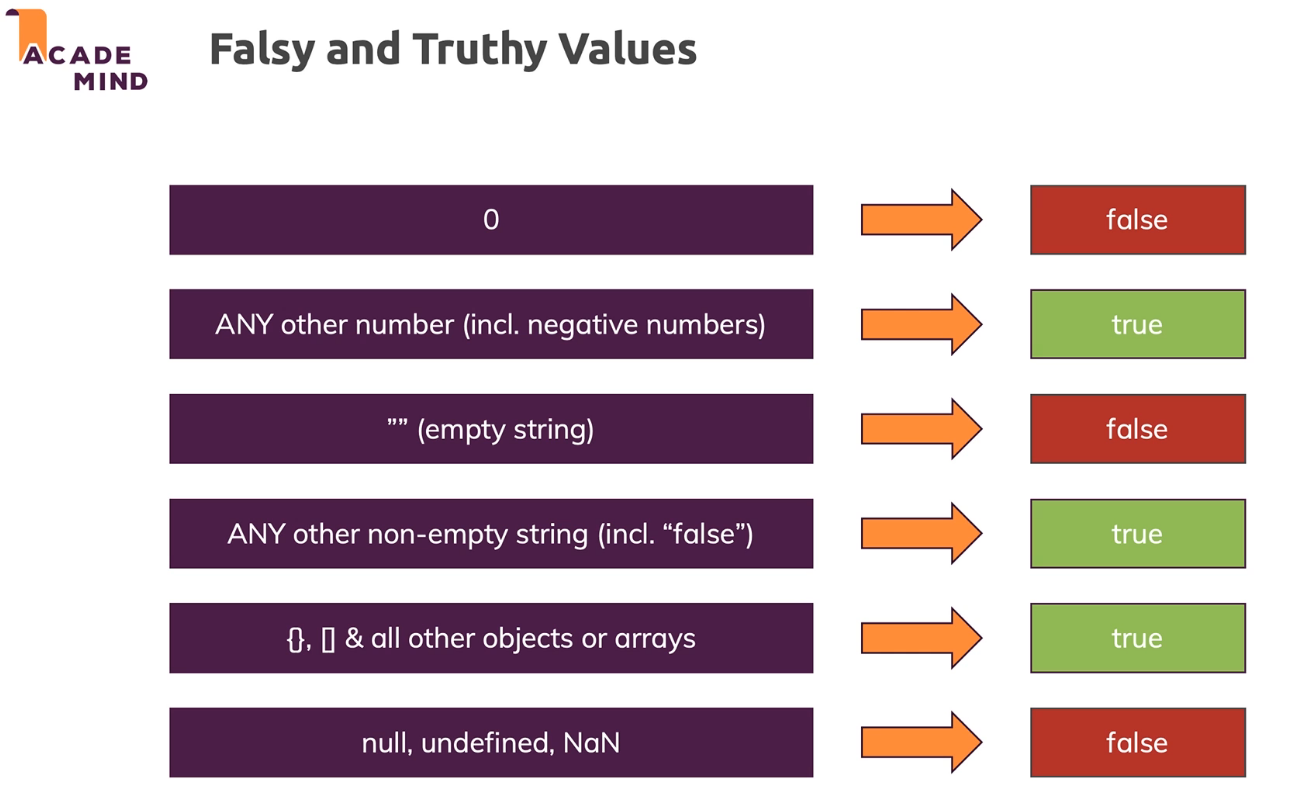 ACADE
MIND
Falsy and Truthy Values
0
false
ANY other number (incl. negative numbers)
true
”” (empty string)
false
ANY other non-empty string (incl. “false”)
true
{}, [] & all other objects or arrays
true
null, undefined, NaN
false